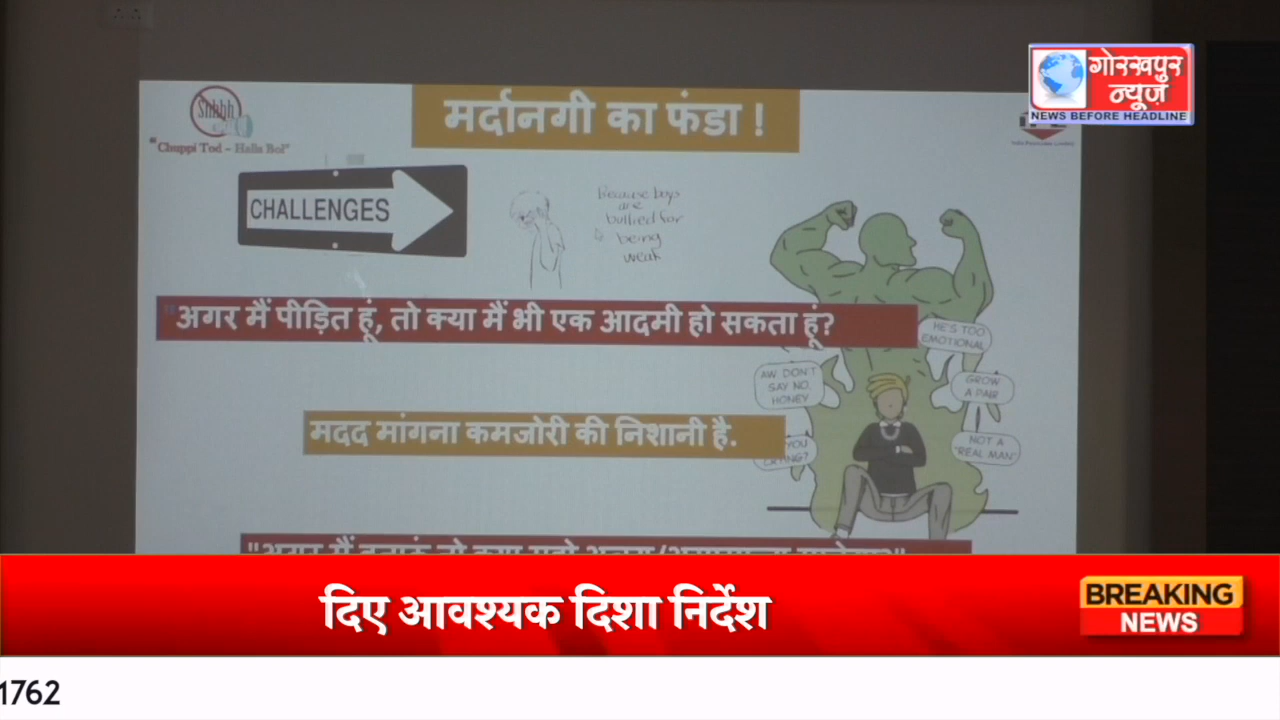 गोरखपुर
न्यूज़
NEWS BEFORE HEADLINE
Shhhh
"Chuppi Tod - Halla Bol"
मर्दानगी का फंडा !
CHALLENGES
Because boys
are
bullied for
being
weak
"अगर मैं पीड़ित हूं, तो क्या मैं भी एक आदमी हो सकता हूं?
HE'S TOO
EMOTIONAL
AW DON'T
SAY NO,
HONEY
GROW
A PAIR
मदद मांगना कमजोरी की निशानी है.
YOU
CRYING?
NOT A
"REAL MAN"
दिए आवश्यक दिशा निर्देश
BREAKING
NEWS
1762